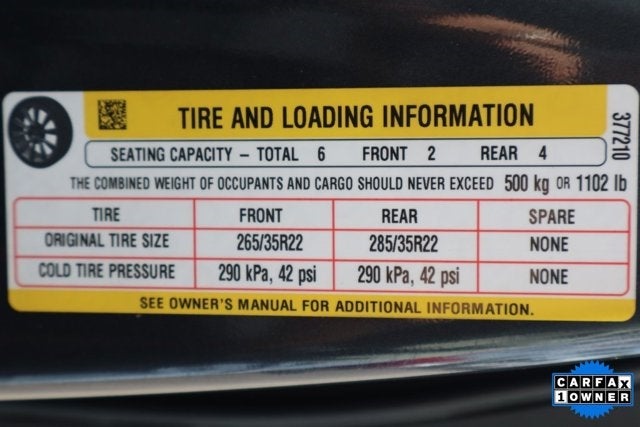 TIRE AND LOADING INFORMATION
SEATING CAPACITY – TOTAL 6 FRONT 2 REAR 4
THE COMBINED WEIGHT OF OCCUPANTS AND CARGO SHOULD NEVER EXCEED 500 kg OR 1102 lb
TIRE FRONT REAR SPARE
ORIGINAL TIRE SIZE 265/35R22 285/35R22 NONE
COLD TIRE PRESSURE 290 kPa, 42 psi 290 kPa, 42 psi NONE
SEE OWNER'S MANUAL FOR ADDITIONAL INFORMATION.
377210
CARFAX
1 OWNER